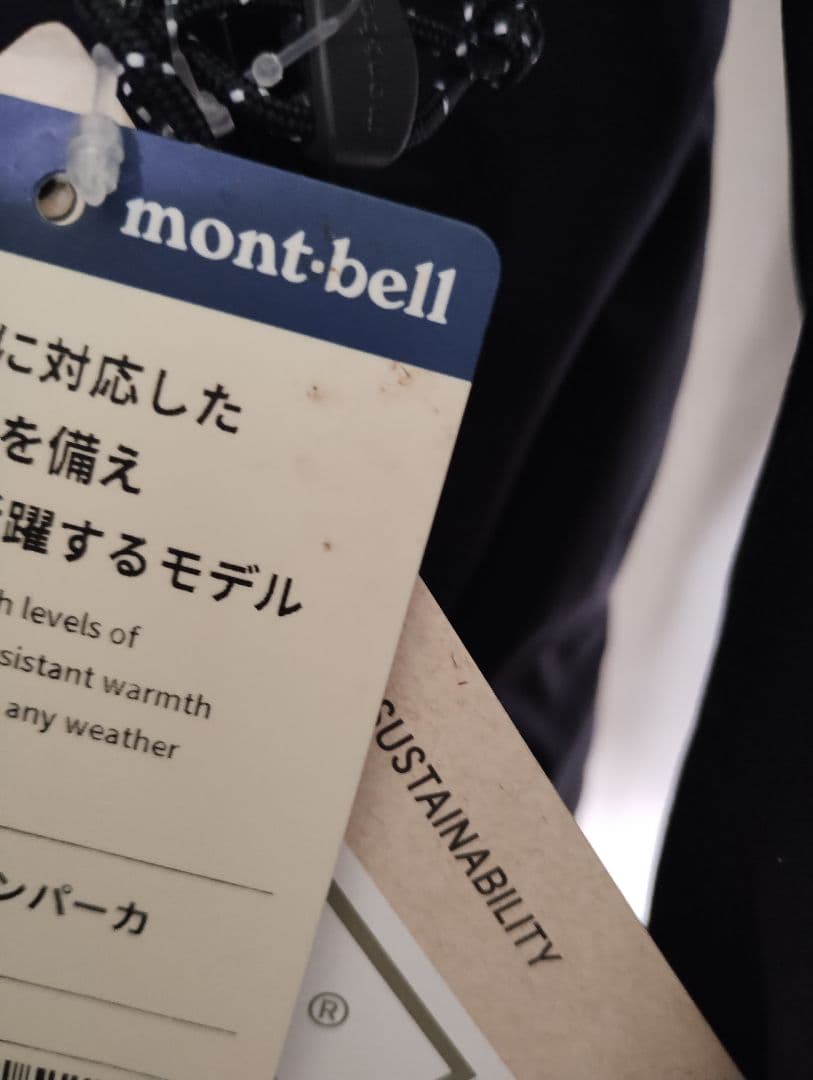 mont·bell
に対応した
を備え
躍するモデル
h levels of
sistant warmth
any weather
ンパーカ
SUSTAINABILITY
®